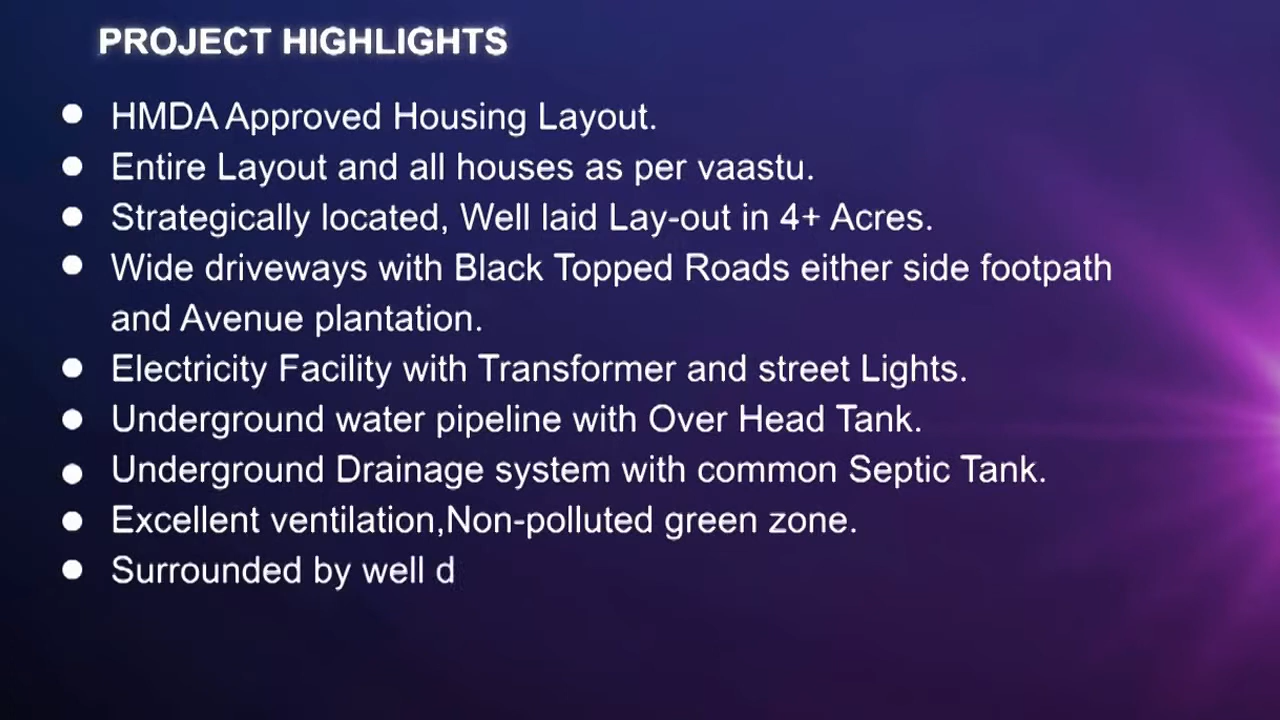 PROJECT HIGHLIGHTS
● HMDA Approved Housing Layout.
● Entire Layout and all houses as per vaastu.
● Strategically located, Well laid Lay-out in 4+ Acres.
● Wide driveways with Black Topped Roads either side footpath
and Avenue plantation.
● Electricity Facility with Transformer and street Lights.
● Underground water pipeline with Over Head Tank.
● Underground Drainage system with common Septic Tank.
● Excellent ventilation,Non-polluted green zone.
● Surrounded by well d